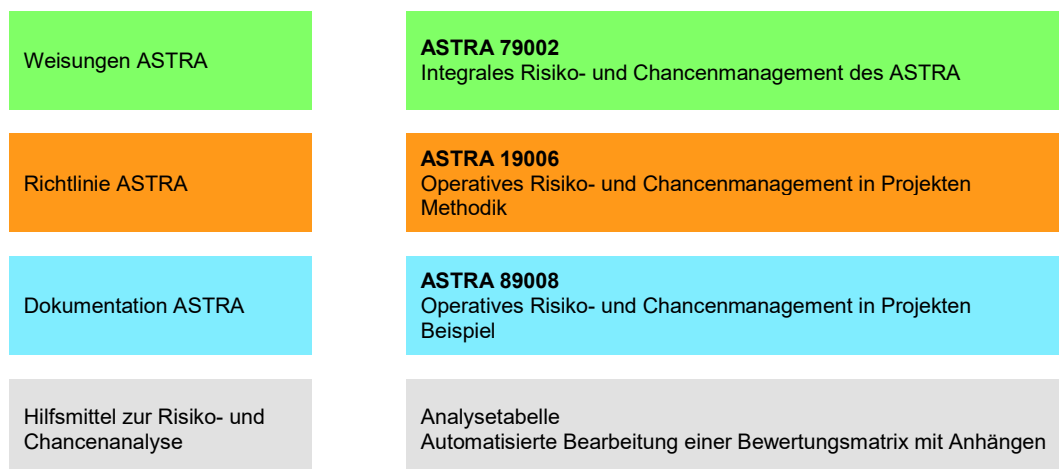 Weisungen ASTRA
ASTRA 79002
Integrales Risiko- und Chancenmanagement des ASTRA
Richtlinie ASTRA
ASTRA 19006
Operatives Risiko- und Chancenmanagement in Projekten
Methodik
Dokumentation ASTRA
ASTRA 89008
Operatives Risiko- und Chancenmanagement in Projekten
Beispiel
Hilfsmittel zur Risiko- und
Chancenanalyse
Analysetabelle
Automatisierte Bearbeitung einer Bewertungsmatrix mit Anhängen